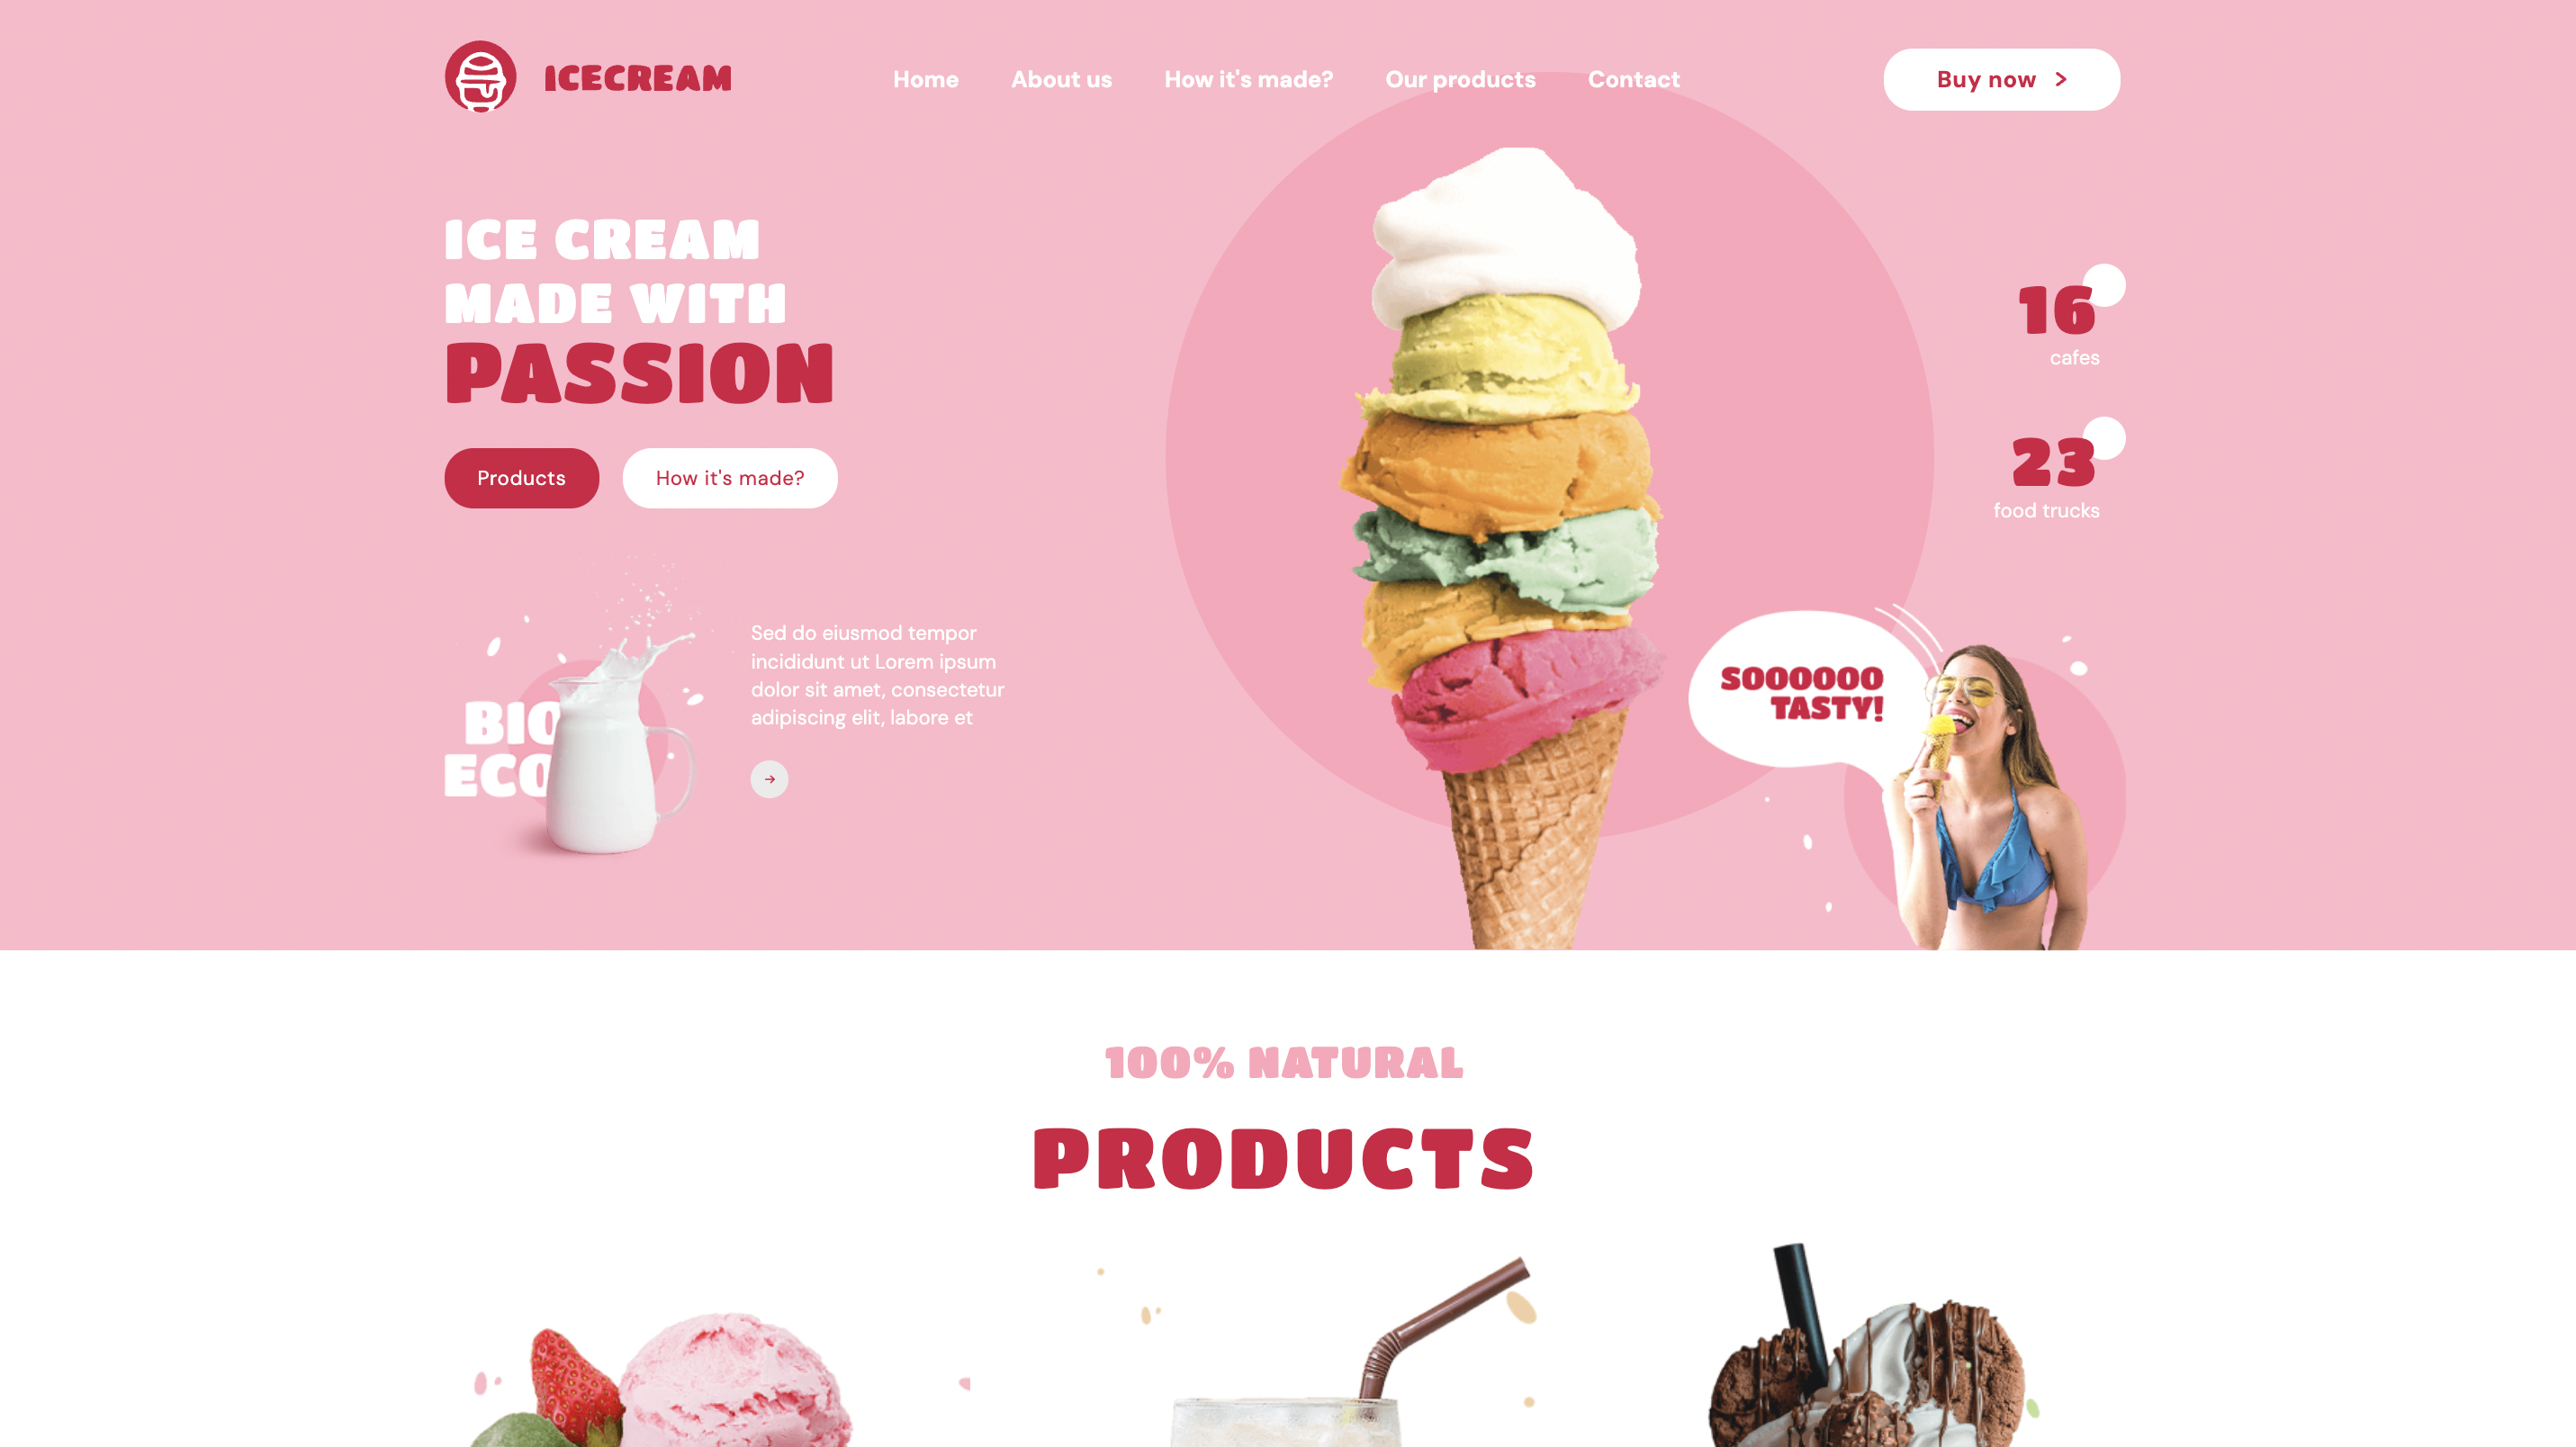 ICECREAM
Home
About us
How it's made?
Our products
Contact
Buy now
ICE CREAM
MADE WITH
PASSION
Products
How it's made?
16
cafes
23
food trucks
BIO
ECO
Sed do eiusmod tempor
incididunt ut Lorem ipsum
dolor sit amet, consectetur
adipiscing elit, labore et
SOOOOOO
TASTY!
100% NATURAL
PRODUCTS